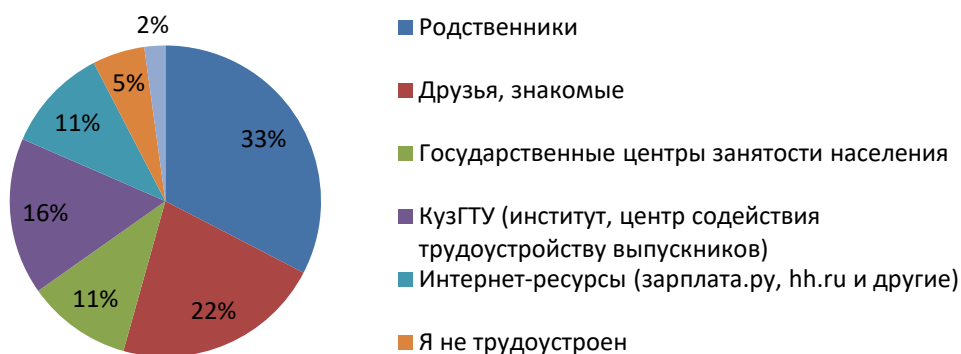 2%
5%
11%
33%
16%
11%
22%
Родственники
Друзья, знакомые
Государственные центры занятости населения
КузГТУ (институт, центр содействия
трудоустройству выпускников)
Интернет-ресурсы (зарплата.ру, hh.ru и другие)
Я не трудоустроен